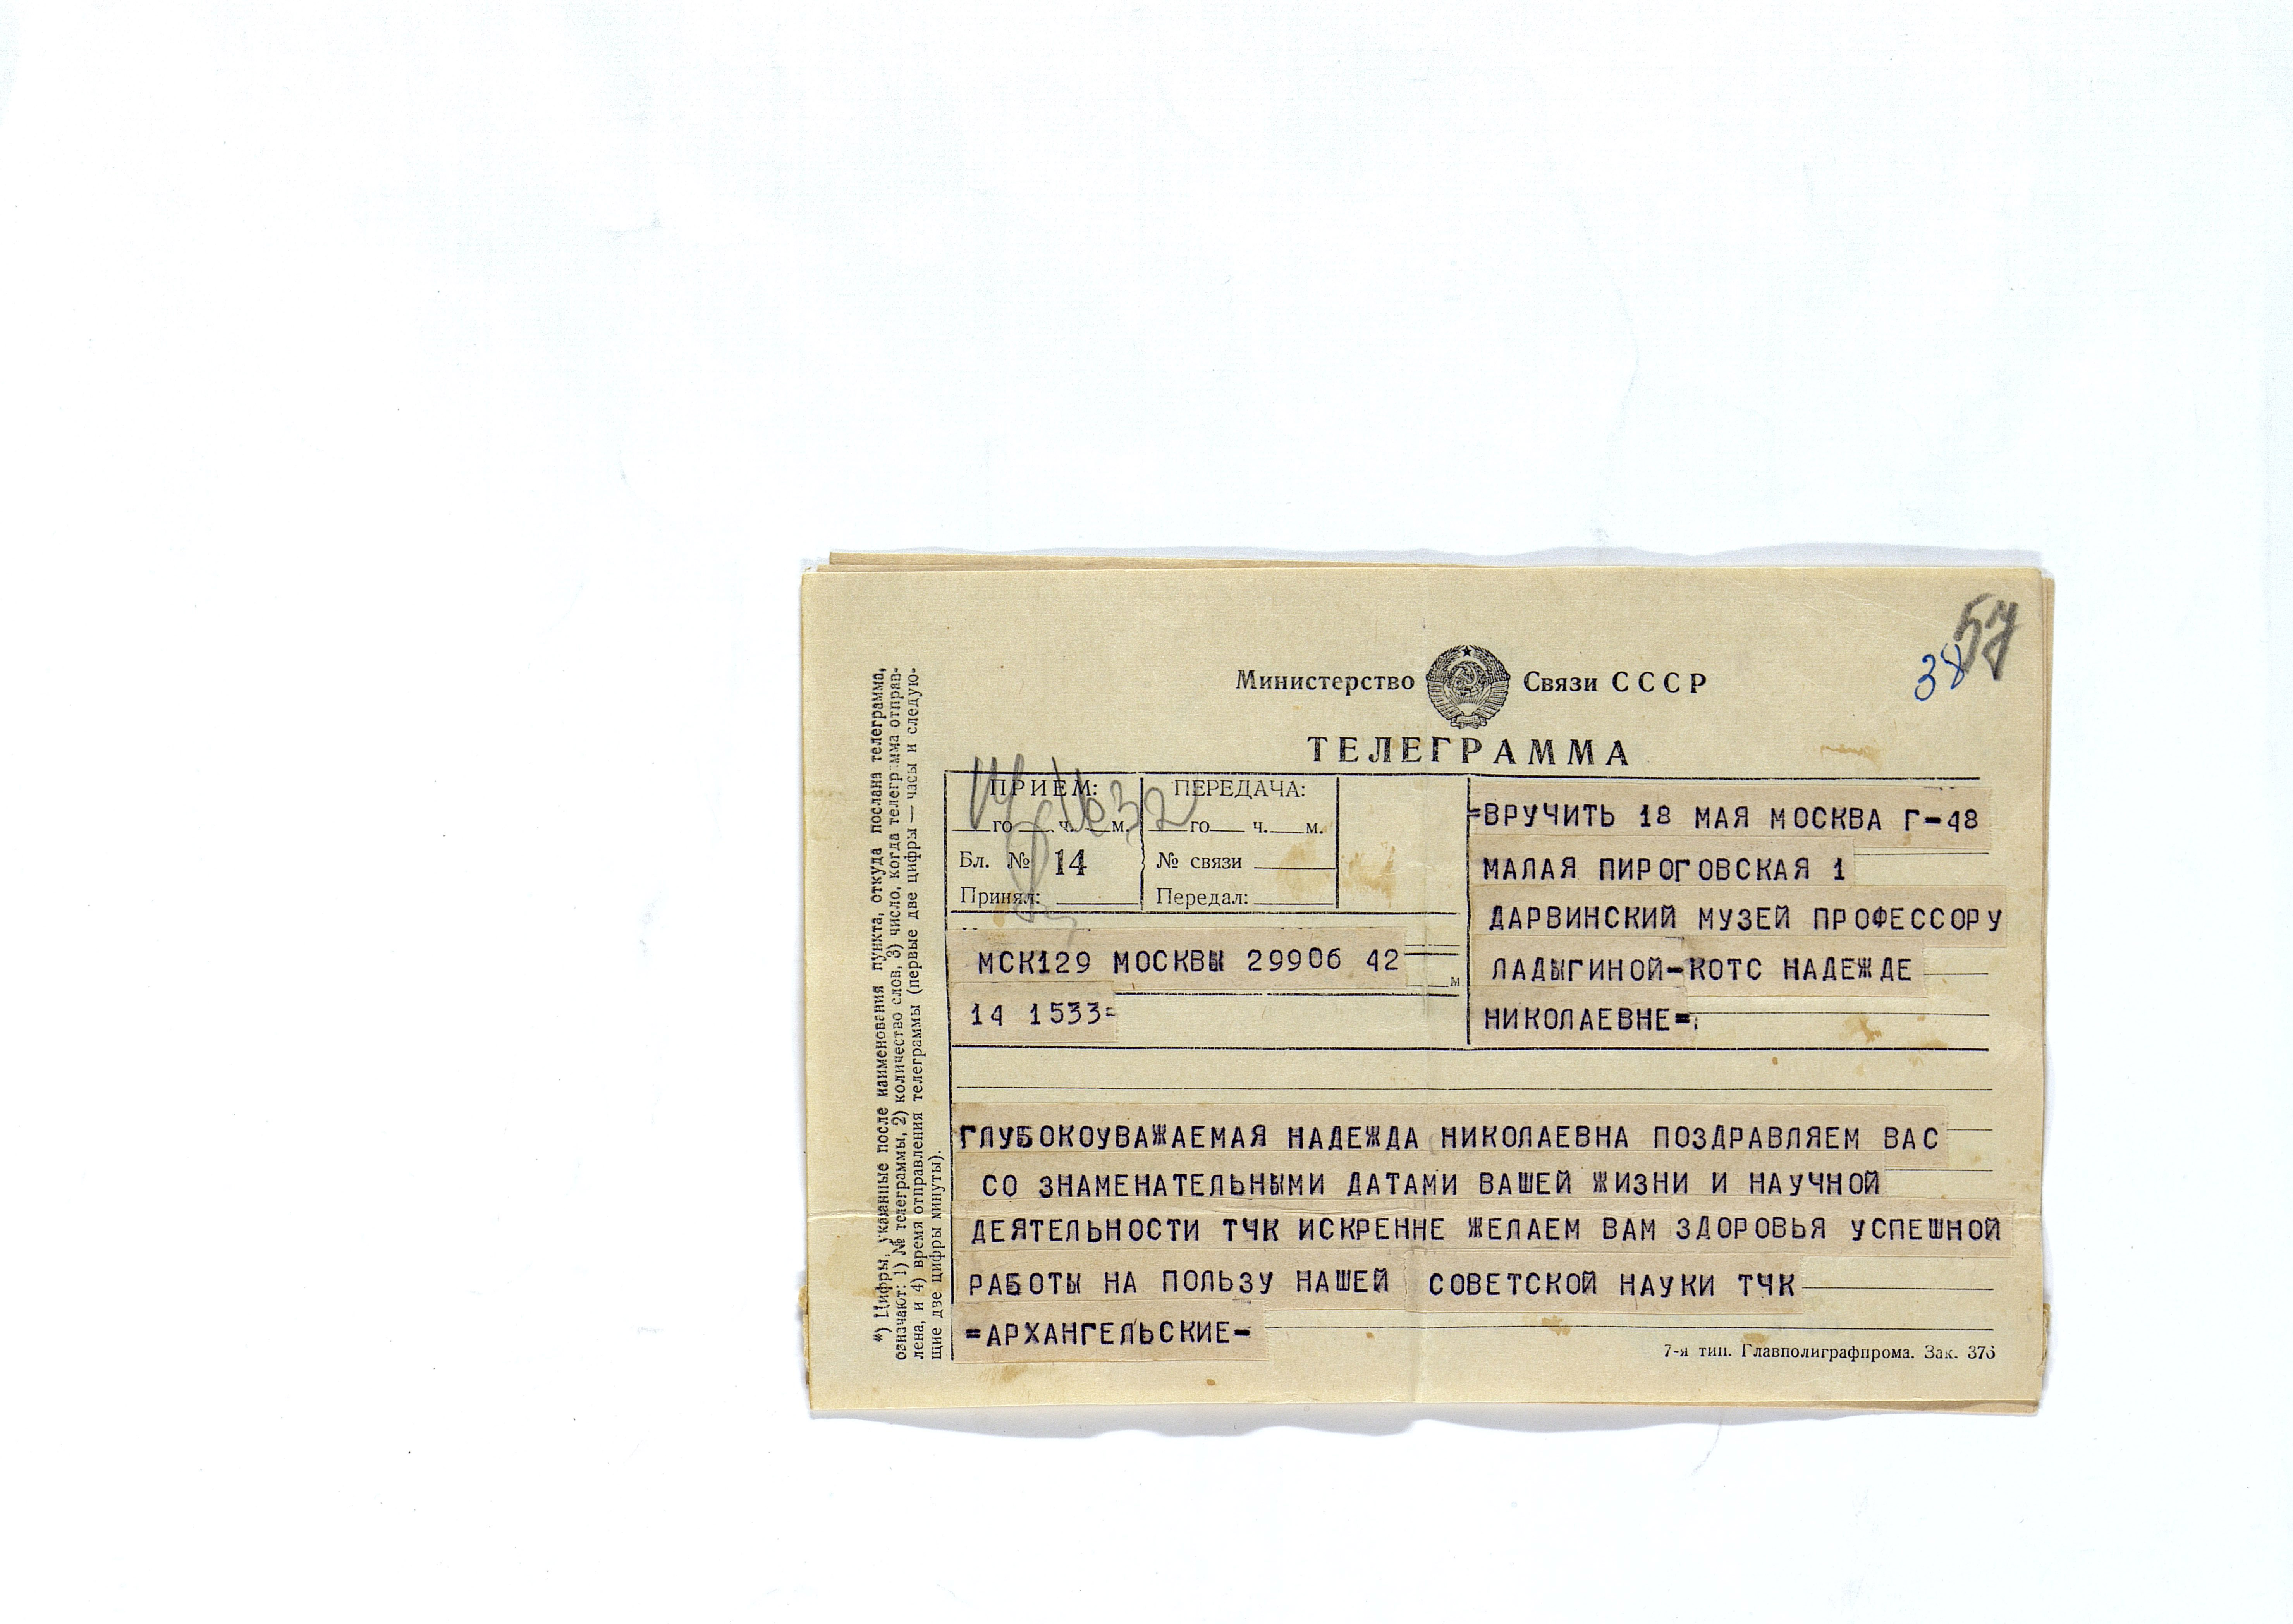 57
38
Министерство Связи СССР
ТЕЛЕГРАММА
ПРИЕМ:
го ч. м.
Бл. № 14
Принял:
ПЕРЕДАЧА:
го ч. м.
№ связи
Передал:
=ВРУЧИТЬ 18 МАЯ МОСКВА Г-48
МАЛАЯ ПИРОГОВСКАЯ 1
ДАРВИНСКИЙ МУЗЕЙ ПРОФЕССОРУ
ЛАДЫГИНОЙ-КОТС НАДЕЖДЕ
НИКОЛАЕВНЕ=
МСК129 МОСКВЫ 29906 42
м
14 1533=
ГЛУБОКОУВАЖАЕМАЯ НАДЕЖДА НИКОЛАЕВНА ПОЗДРАВЛЯЕМ ВАС
СО ЗНАМЕНАТЕЛЬНЫМИ ДАТАМИ ВАШЕЙ ЖИЗНИ И НАУЧНОЙ
ДЕЯТЕЛЬНОСТИ ТЧК ИСКРЕННЕ ЖЕЛАЕМ ВАМ ЗДОРОВЬЯ УСПЕШНОЙ
РАБОТЫ НА ПОЛЬЗУ НАШЕЙ СОВЕТСКОЙ НАУКИ ТЧК
=АРХАНГЕЛЬСКИЕ-
7-я тип. Главполиграфпрома. Зак. 376
*) Цифры, указанные после наименования пункта, откуда послана телеграмма,
означают: 1) № телеграммы, 2) количество слов, 3) число, когда телеграмма отправ-
лена, и 4) время отправления телеграммы (первые две цифры — часы и следую-
щие две цифры минуты).